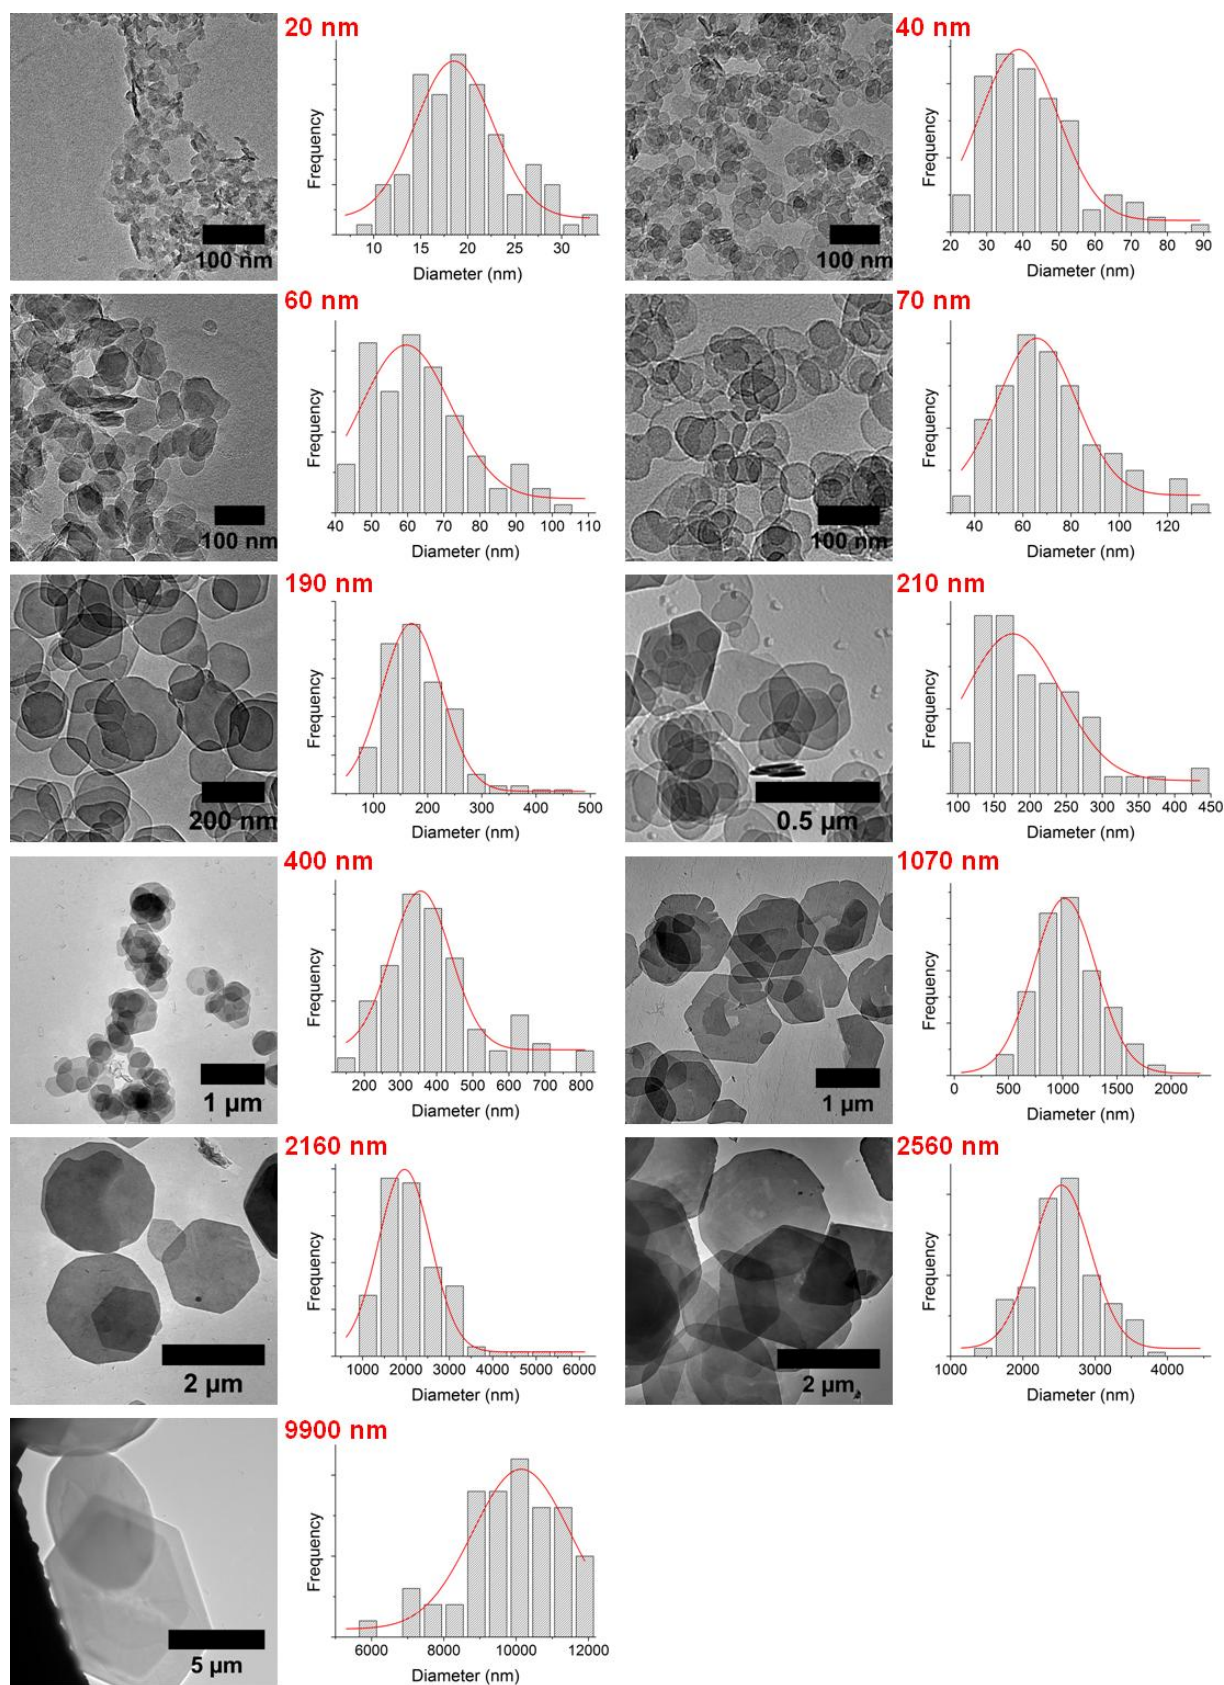 20 nm
Frequency
10 15 20 25 30
Diameter (nm)
100 nm
40 nm
Frequency
20 30 40 50 60 70 80 90
Diameter (nm)
100 nm
60 nm
Frequency
40 50 60 70 80 90 100 110
Diameter (nm)
100 nm
70 nm
Frequency
40 60 80 100 120
Diameter (nm)
100 nm
190 nm
Frequency
100 200 300 400 500
Diameter (nm)
200 nm
210 nm
Frequency
100 150 200 250 300 350 400 450
Diameter (nm)
0.5 µm
400 nm
Frequency
200 300 400 500 600 700 800
Diameter (nm)
1 µm
1070 nm
Frequency
0 500 1000 1500 2000
Diameter (nm)
1 µm
2160 nm
Frequency
1000 2000 3000 4000 5000 6000
Diameter (nm)
2 µm
2560 nm
Frequency
1000 2000 3000 4000
Diameter (nm)
2 µm
9900 nm
Frequency
6000 8000 10000 12000
Diameter (nm)
5 µm